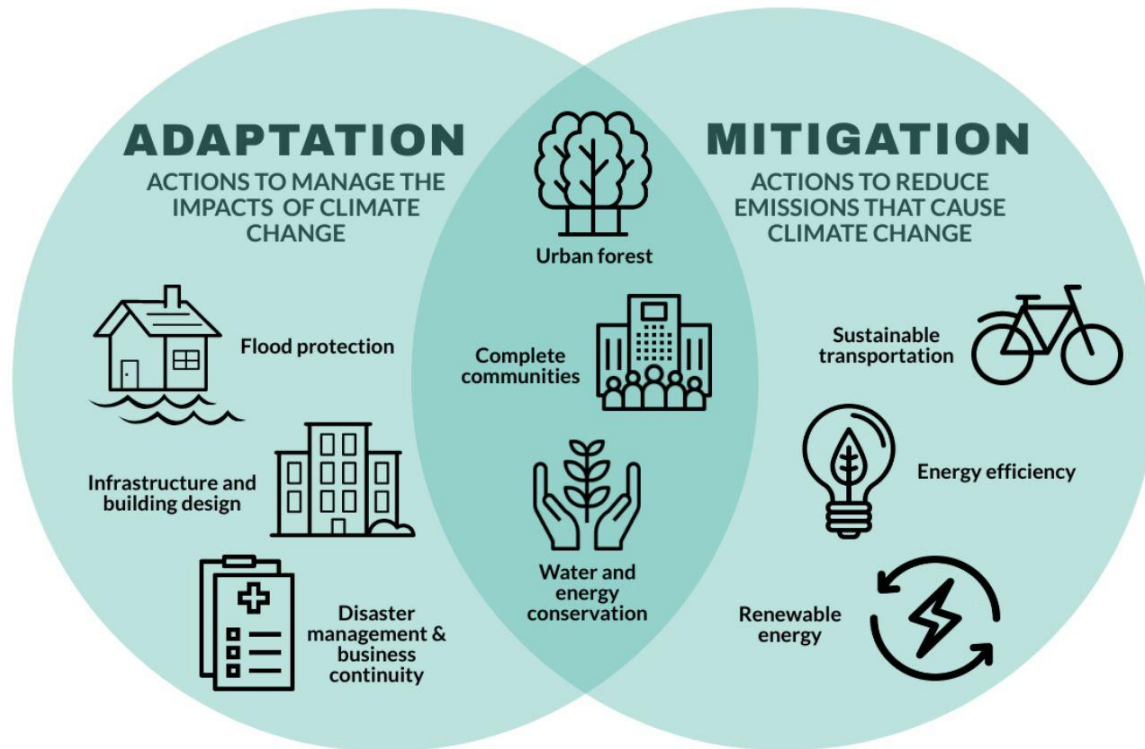 ADAPTATION
ACTIONS TO MANAGE THE
IMPACTS OF CLIMATE
CHANGE
Flood protection
Infrastructure and
building design
Disaster
management &
business
continuity
Urban forest
Complete
communities
Water and
energy
conservation
MITIGATION
ACTIONS TO REDUCE
EMISSIONS THAT CAUSE
CLIMATE CHANGE
Sustainable
transportation
Energy efficiency
Renewable
energy